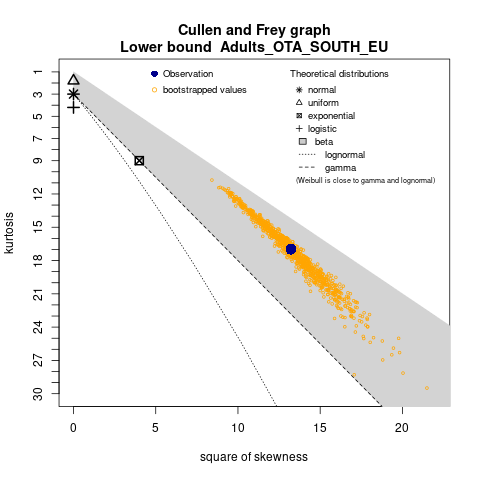 Cullen and Frey graph
Lower bound  Adults_OTA_SOUTH_EU
Observation
bootstrapped values
Theoretical distributions
normal
uniform
exponential
logistic
beta
lognormal
gamma
(Weibull is close to gamma and lognormal)
kurtosis
1
3
5
7
9
12
15
18
21
24
27
30
0 5 10 15 20
square of skewness